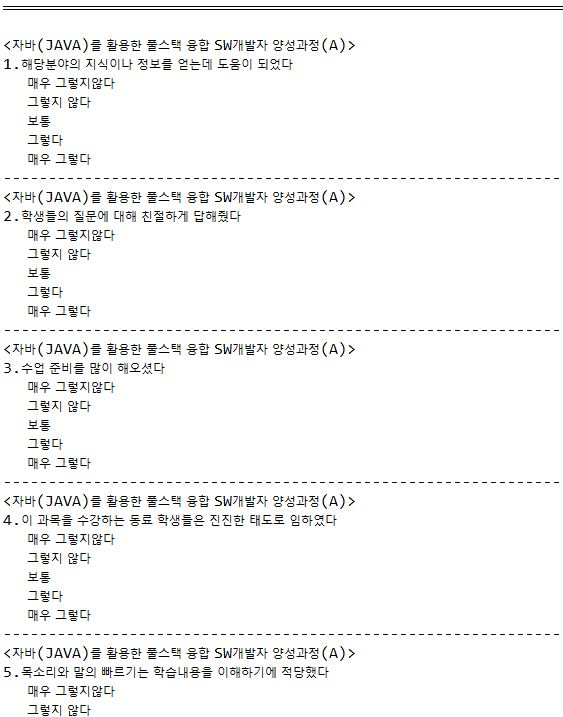 <자바(JAVA)를 활용한 풀스택 융합 SW개발자 양성과정(A)>
1.해당분야의 지식이나 정보를 얻는데 도움이 되었다
매우 그렇지않다
그렇지 않다
보통
그렇다
매우 그렇다
------------------------------------------------------------
<자바(JAVA)를 활용한 풀스택 융합 SW개발자 양성과정(A)>
2.학생들의 질문에 대해 친절하게 답해줬다
매우 그렇지않다
그렇지 않다
보통
그렇다
매우 그렇다
------------------------------------------------------------
<자바(JAVA)를 활용한 풀스택 융합 SW개발자 양성과정(A)>
3.수업 준비를 많이 해오셨다
매우 그렇지않다
그렇지 않다
보통
그렇다
매우 그렇다
------------------------------------------------------------
<자바(JAVA)를 활용한 풀스택 융합 SW개발자 양성과정(A)>
4.이 과목을 수강하는 동료 학생들은 진진한 태도로 임하였다
매우 그렇지않다
그렇지 않다
보통
그렇다
매우 그렇다
------------------------------------------------------------
<자바(JAVA)를 활용한 풀스택 융합 SW개발자 양성과정(A)>
5.목소리와 말의 빠르기는 학습내용을 이해하기에 적당했다
매우 그렇지않다
그렇지 않다